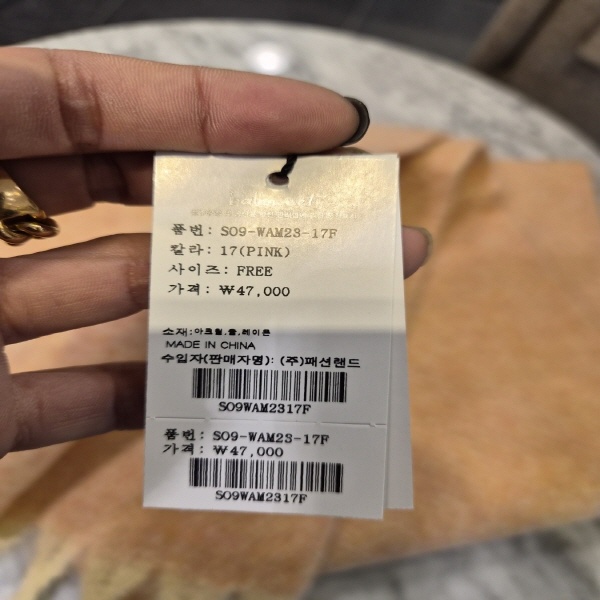 품번: SO9-WAM23-17F
칼라: 17(PINK)
사이즈: FREE
가격: ₩47,000
소재:아크릴,울,레이온
MADE IN CHINA
수입자(판매자명): (주)패션랜드
SO9WAM2317F
품번: SO9-WAM23-17F
가격: ₩47,000
SO9WAM2317F